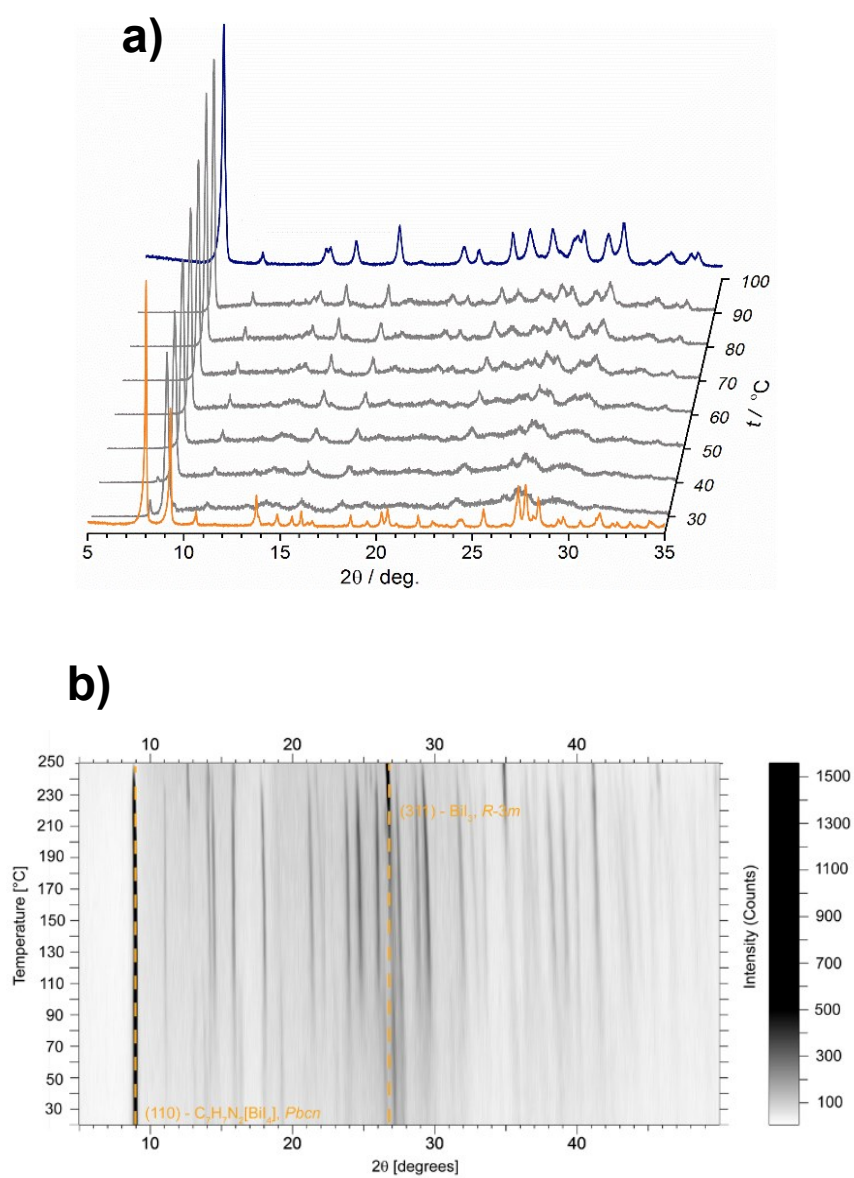 a)
100
90
80
70
60
50
40
30
t / °C
5 10 15 20 25 30 35
2θ / deg.
b)
10 20 30 40
250
230
210
190
170
150
130
110
90
70
50
30
Temperature [°C]
(311) - BiI₃, R-3m
(110) - C₇H₇N₂[BiI₄], Pbcn
10 20 30 40
2θ [degrees]
1500
1300
1100
900
700
500
300
100
Intensity (Counts)